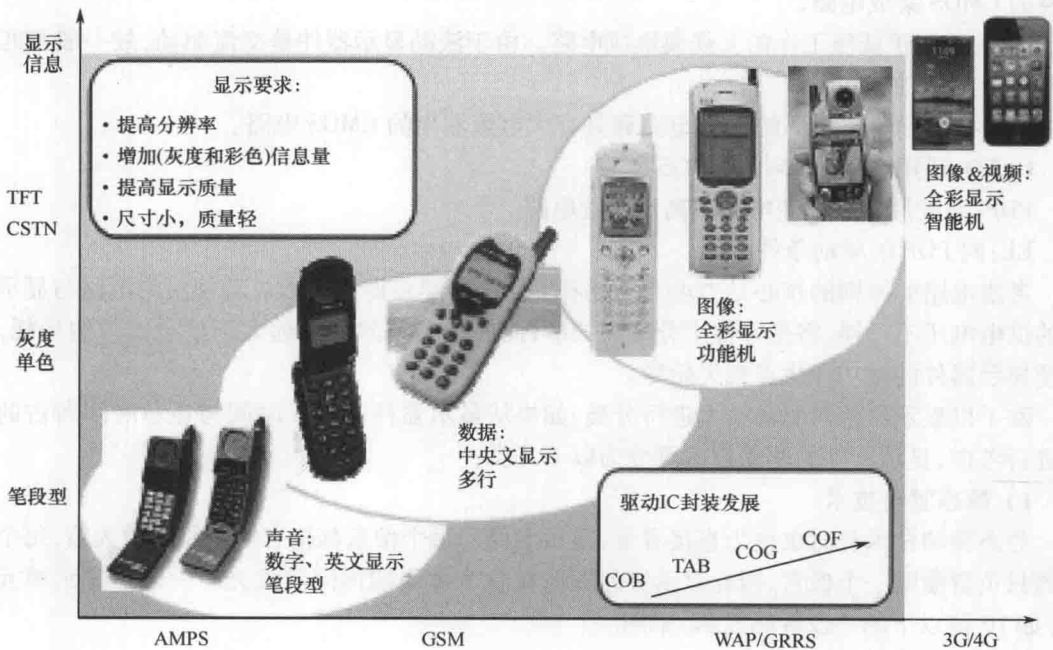 显示
信息
显示要求：
• 提高分辨率
• 增加(灰度和彩色)信息量
• 提高显示质量
• 尺寸小，质量轻
图像&视频：
全彩显示
智能机
TFT
CSTN
图像：
全彩显示
功能机
灰度
单色
数据：
中央文显示
多行
笔段型
声音：
数字、英文显示
笔段型
驱动IC封装发展
COB
TAB
COG
COF
AMPS
GSM
WAP/GRRS
3G/4G